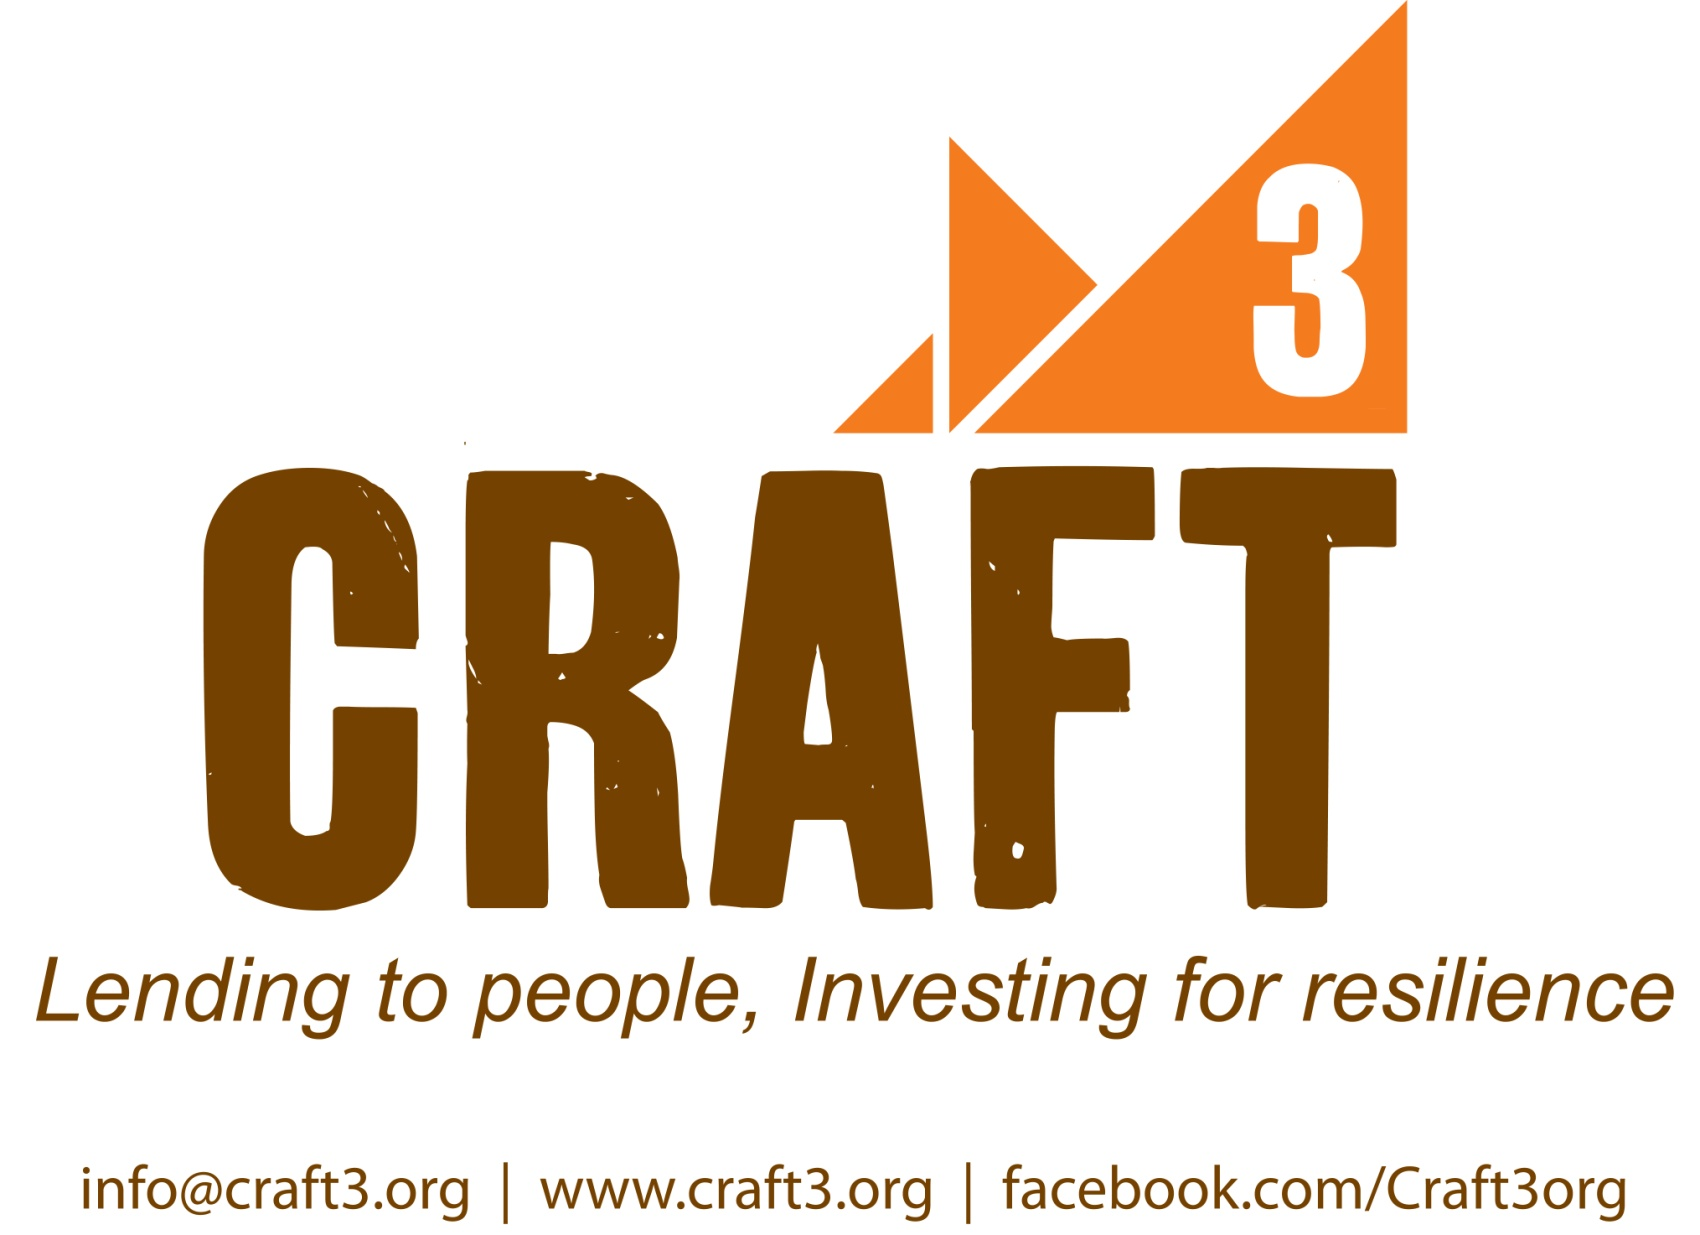 3
CRAFT
Lending to people, Investing for resilience
info@craft3.org | www.craft3.org | facebook.com/Craft3org